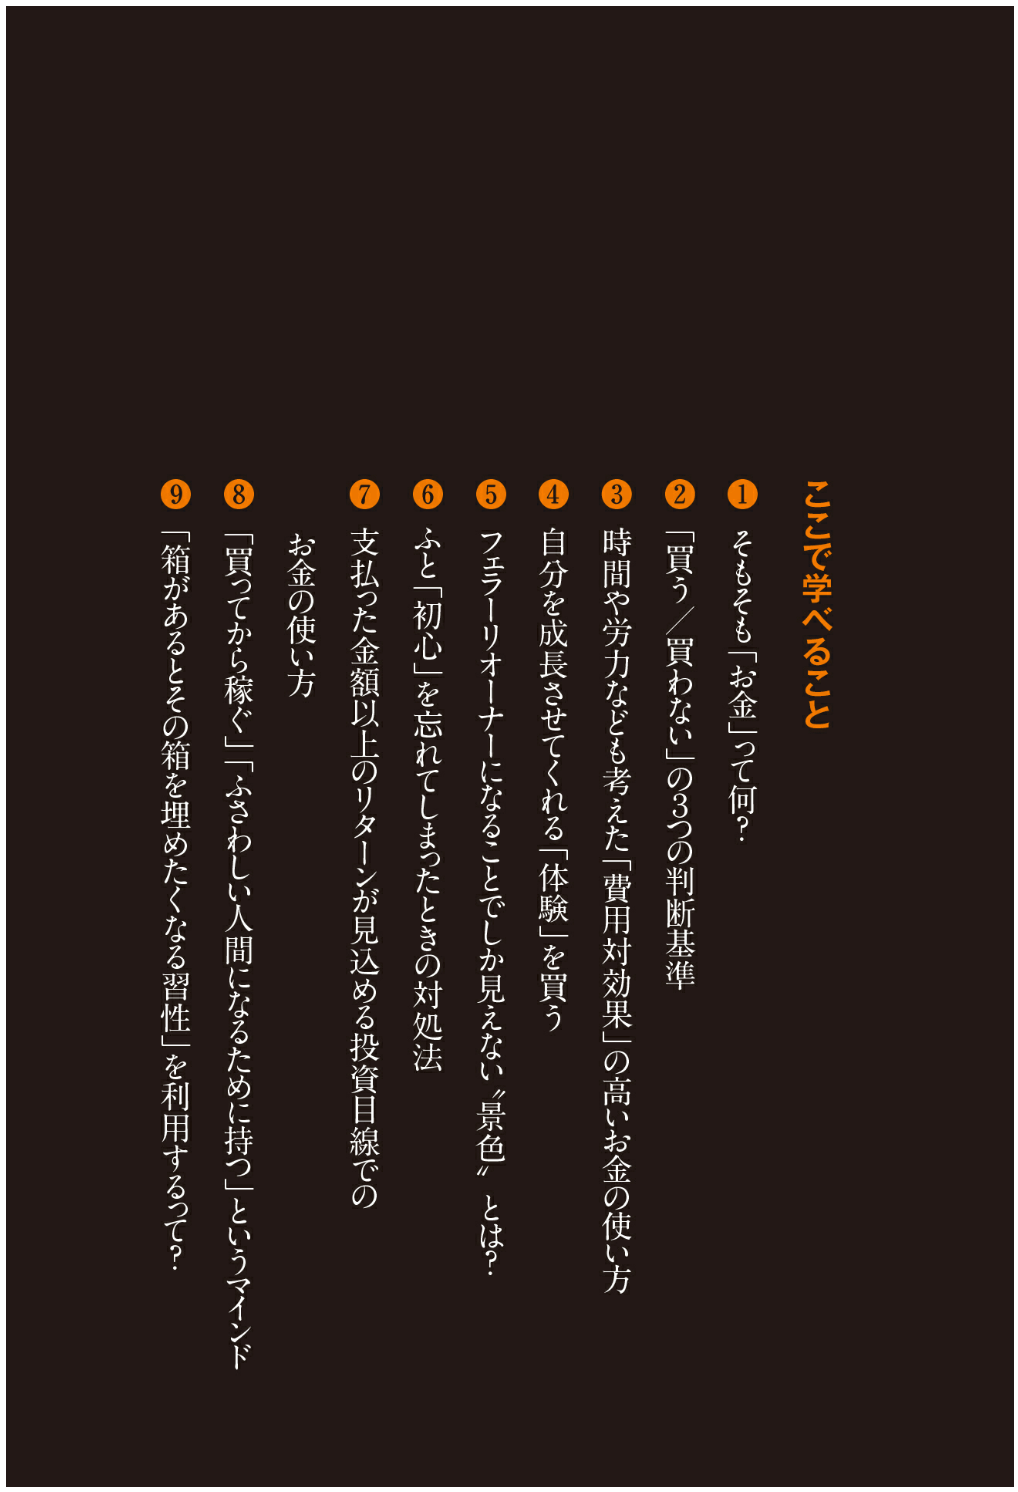 ここで学べること
❶ そもそも「お金」って何？
❷ 「買う／買わない」の３つの判断基準
❸ 時間や労力なども考えた「費用対効果」の高いお金の使い方
❹ 自分を成長させてくれる「体験」を買う
❺ フェラーリオーナーになることでしか見えない〝景色〟とは？
❻ ふと「初心」を忘れてしまったときの対処法
❼ 支払った金額以上のリターンが見込める投資目線での
お金の使い方
❽ 「買ってから稼ぐ」「ふさわしい人間になるために持つ」というマインド
❾ 「箱があるとその箱を埋めたくなる習性」を利用するって？